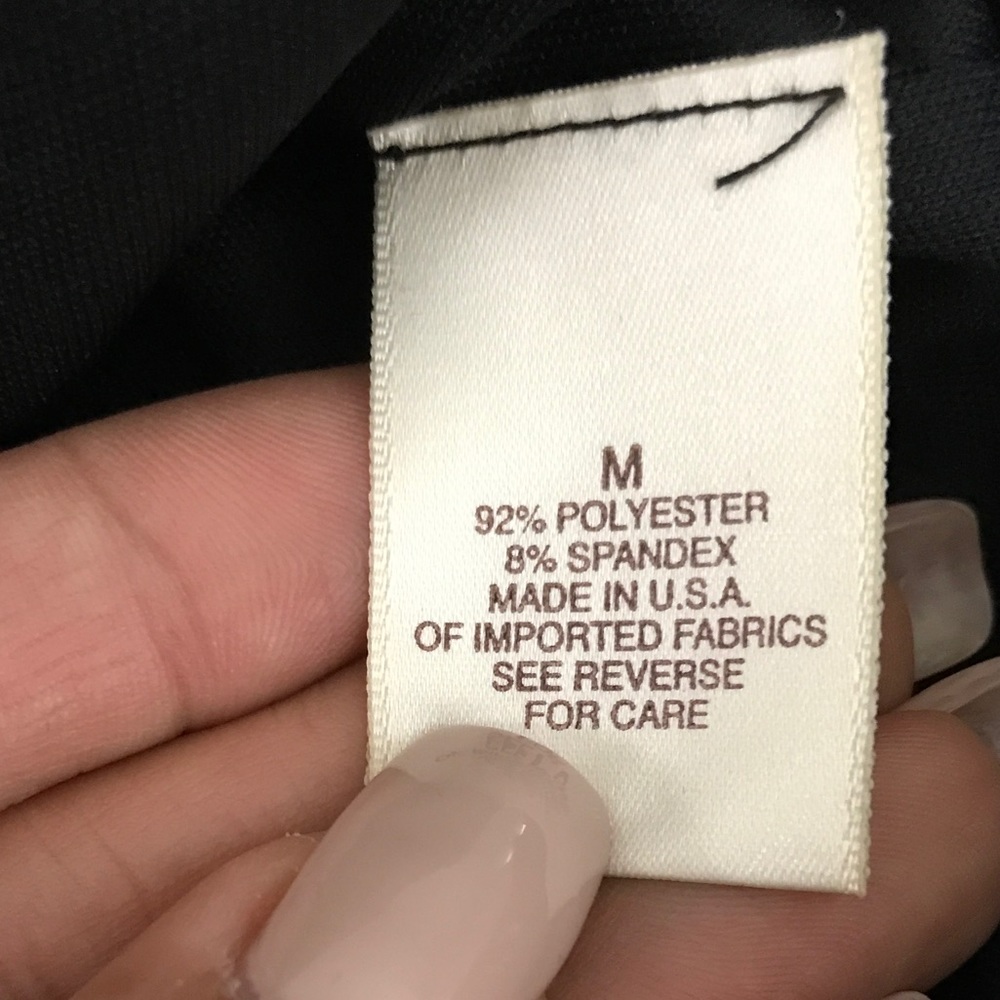 M
92% POLYESTER
8% SPANDEX
MADE IN U.S.A.
OF IMPORTED FABRICS
SEE REVERSE
FOR CARE